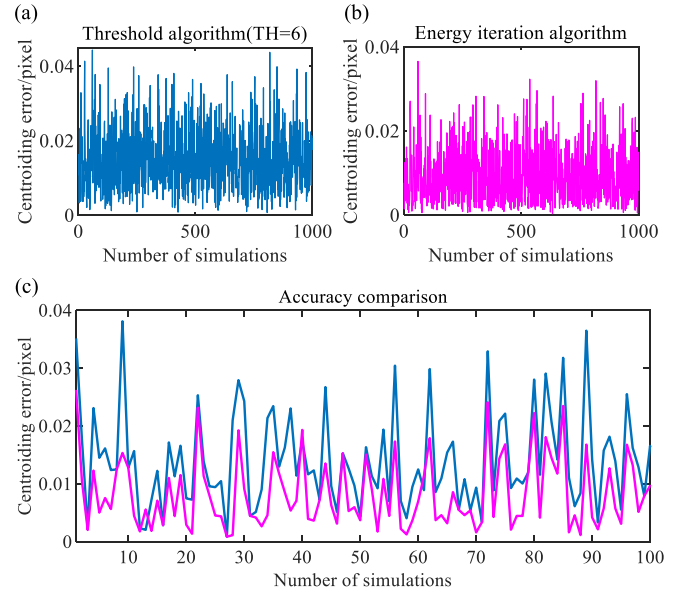 (a)
Threshold algorithm(TH=6)
Centroiding error/pixel
0.04
0.02
0
0
500
1000
Number of simulations
(b)
Energy iteration algorithm
Centroiding error/pixel
0.04
0.02
0
0
500
1000
Number of simulations
(c)
Accuracy comparison
Centroiding error/pixel
0.04
0.03
0.02
0.01
0
10
20
30
40
50
60
70
80
90
100
Number of simulations